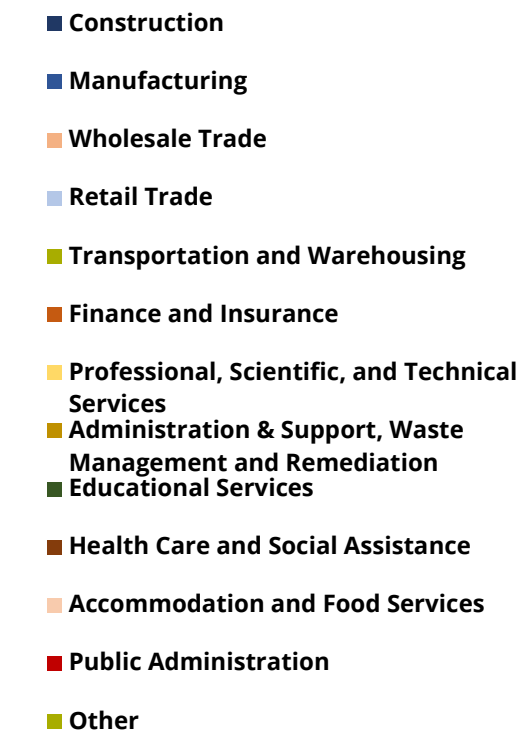 Construction
Manufacturing
Wholesale Trade
Retail Trade
Transportation and Warehousing
Finance and Insurance
Professional, Scientific, and Technical
Services
Administration & Support, Waste
Management and Remediation
Educational Services
Health Care and Social Assistance
Accommodation and Food Services
Public Administration
Other